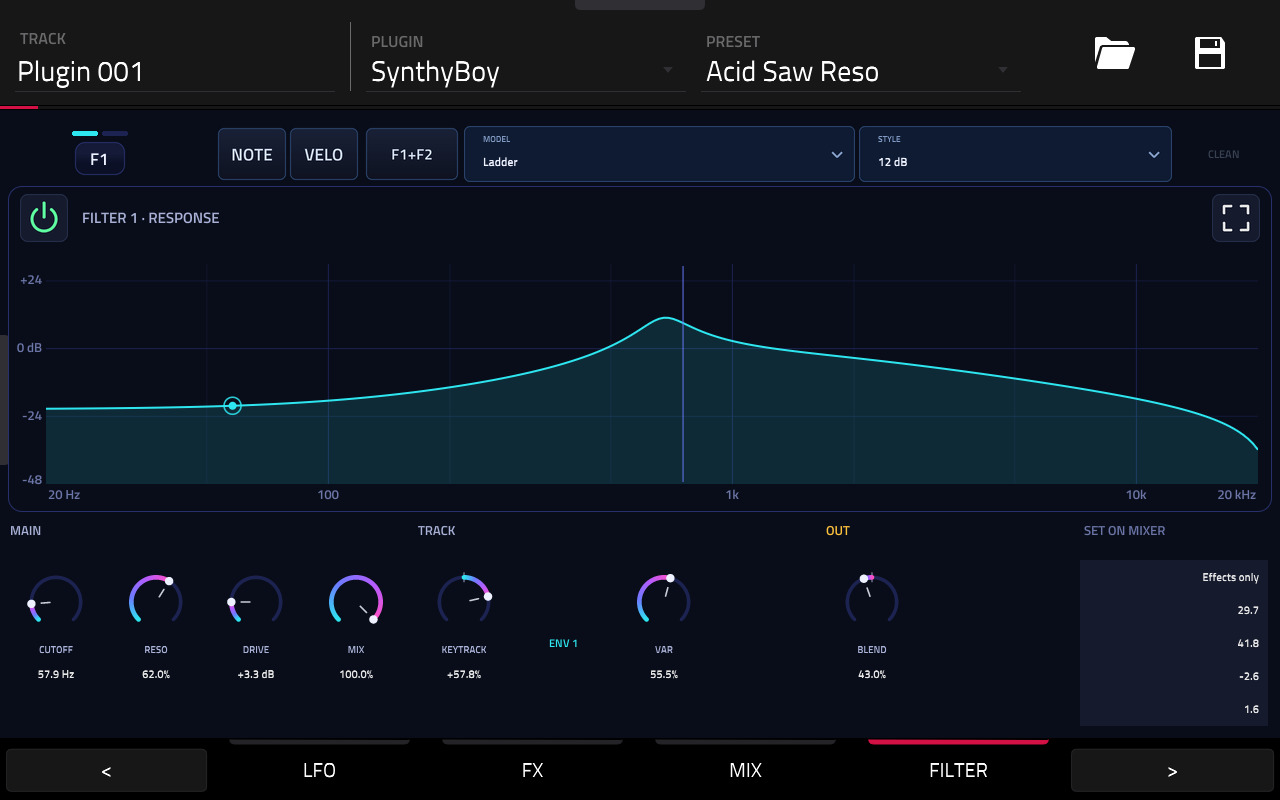 TRACK
Plugin 001
PLUGIN
SynthyBoy
PRESET
Acid Saw Reso
F1
NOTE
VELO
F1+F2
MODEL
Ladder
STYLE
12 dB
CLEAN
FILTER 1 · RESPONSE
+24
0 dB
-24
-48
20 Hz
100
1k
10k
20 kHz
MAIN
TRACK
OUT
SET ON MIXER
CUTOFF
57.9 Hz
RESO
62.0%
DRIVE
+3.3 dB
MIX
100.0%
KEYTRACK
+57.8%
ENV 1
VAR
55.5%
BLEND
43.0%
Effects only
29.7
41.8
-2.6
1.6
<
LFO
FX
MIX
FILTER
>